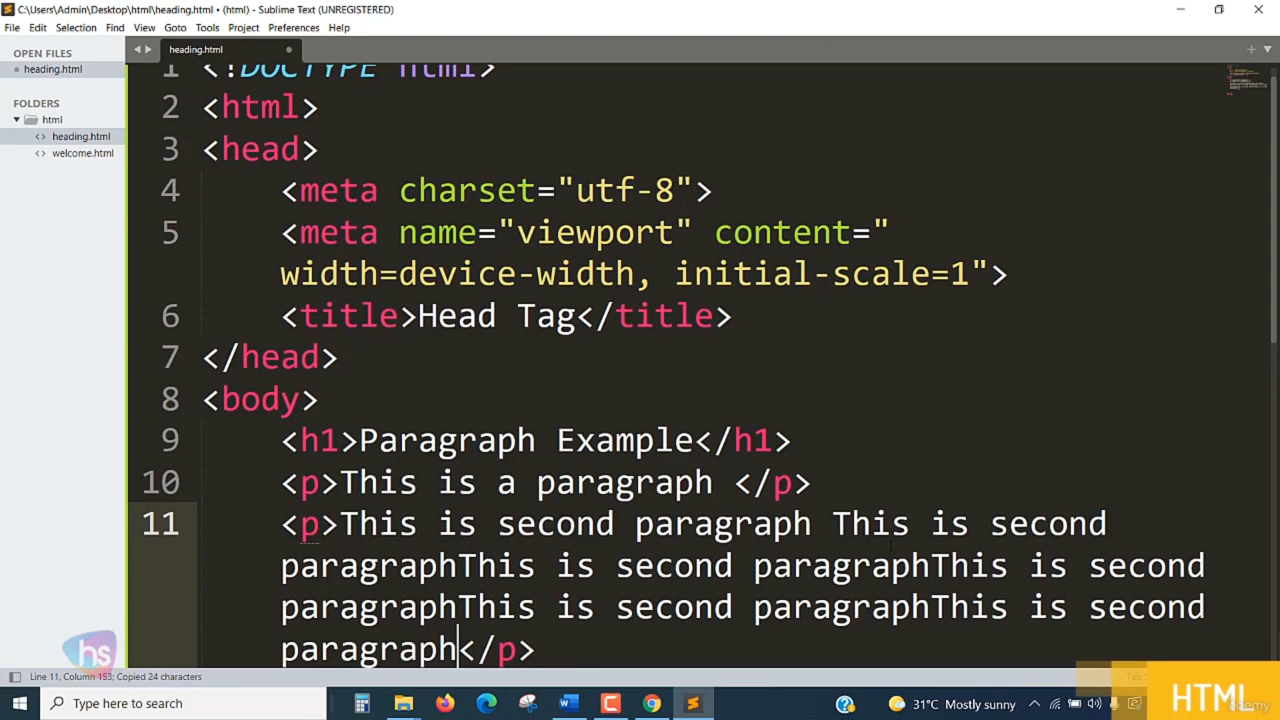 C:\Users\Admin\Desktop\html\heading.html • (html) - Sublime Text (UNREGISTERED)
File Edit Selection Find View Goto Tools Project Preferences Help
OPEN FILES
heading.html
FOLDERS
html
heading.html
welcome.html
heading.html
1 <!DOCTYPE html>
2 <html>
3 <head>
4 <meta charset="utf-8">
5 <meta name="viewport" content="
width=device-width, initial-scale=1">
6 <title>Head Tag</title>
7 </head>
8 <body>
9 <h1>Paragraph Example</h1>
10 <p>This is a paragraph </p>
11 <p>This is second paragraph This is second
paragraphThis is second paragraphThis is second
paragraphThis is second paragraphThis is second
paragraph</p>
hs
Line 11, Column 153; Copied 24 characters
Type here to search
31°C Mostly sunny
HTML
Udemy